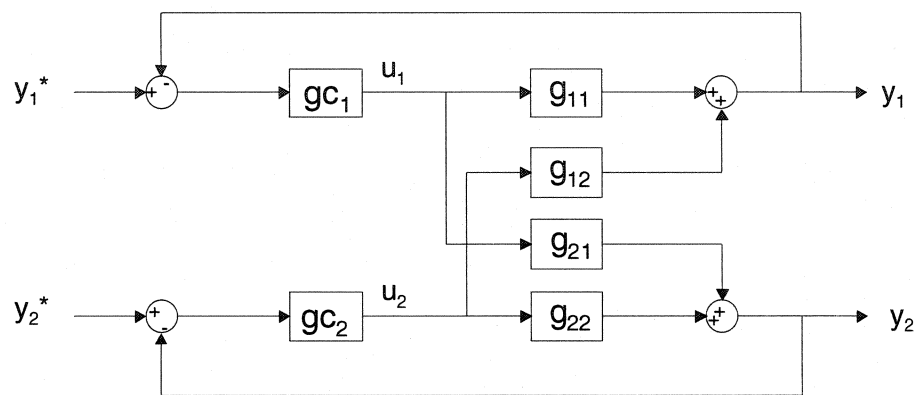 y₁* + - gc₁ u₁ g₁₁ + + y₁
g₁₂
g₂₁
y₂* + - gc₂ u₂ g₂₂ + + y₂